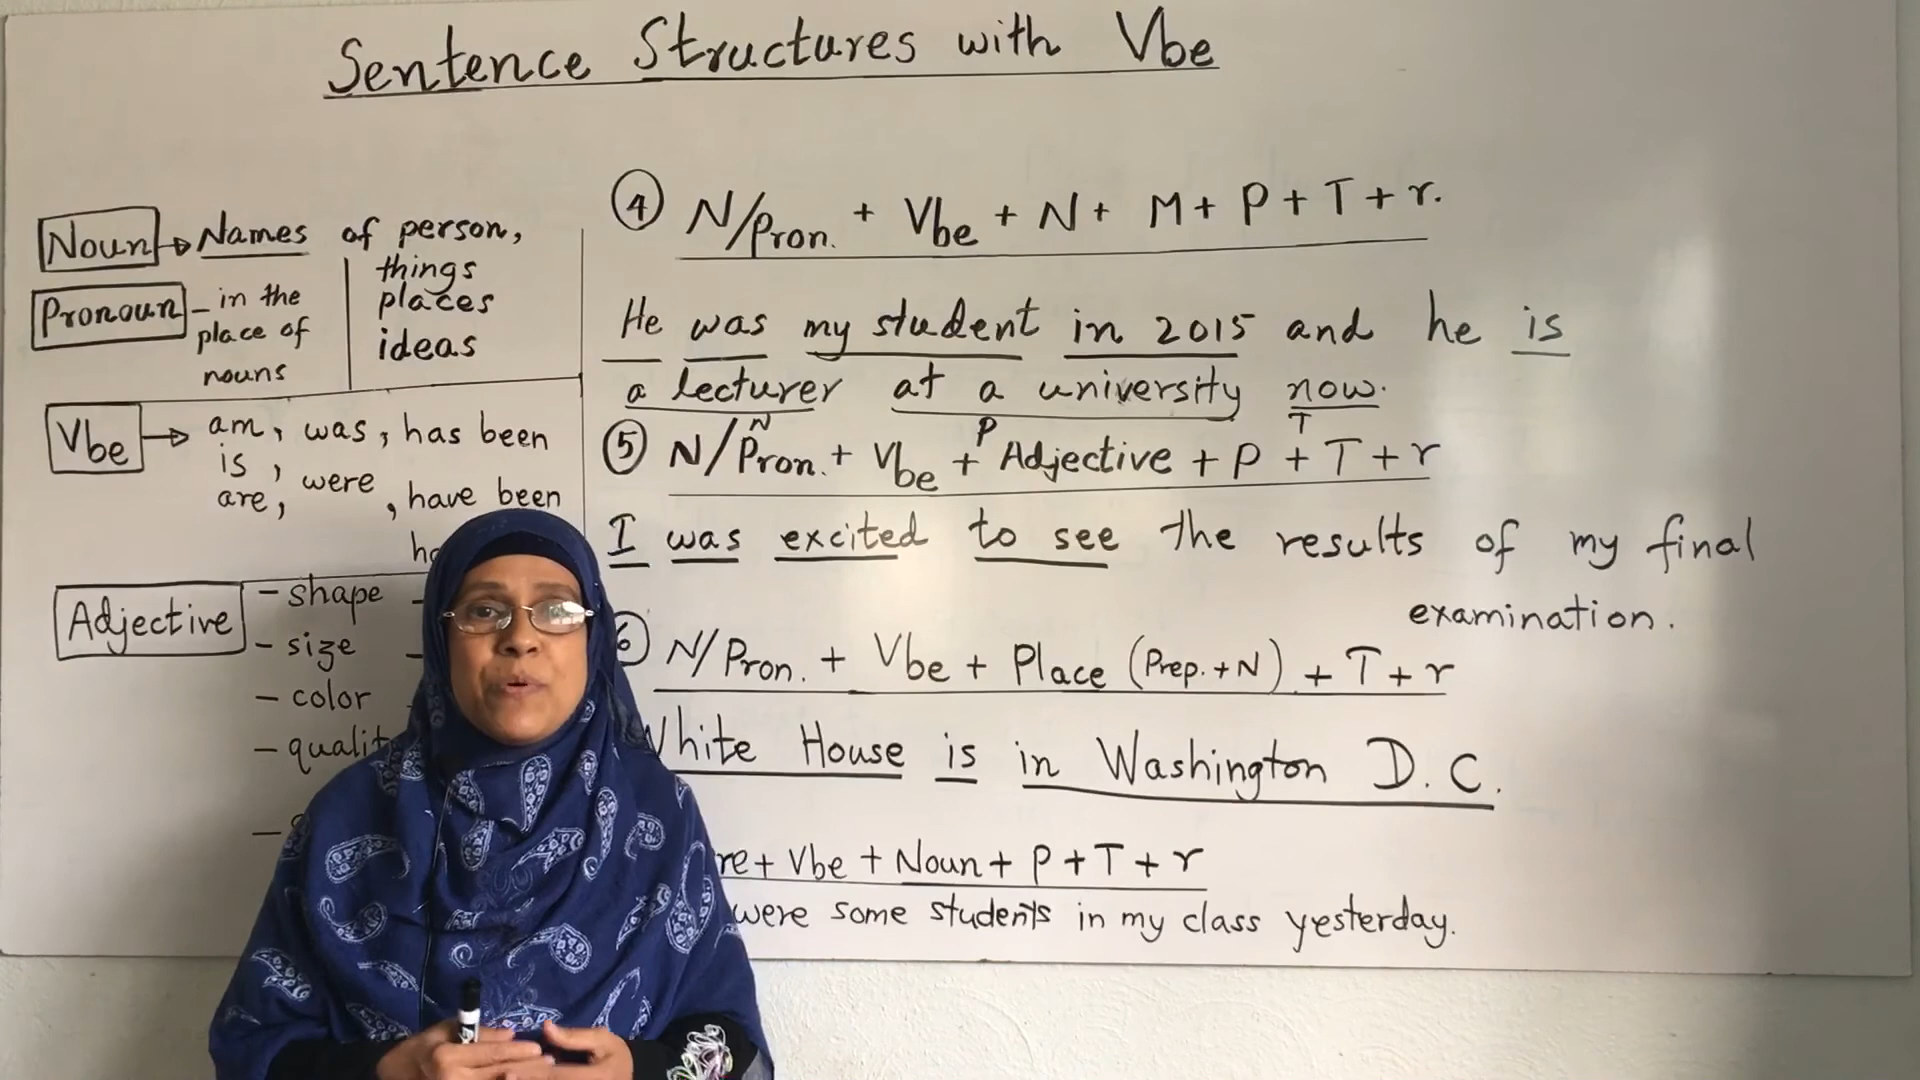 Sentence Structures with Vbe
Noun → Names of person,
things
places
ideas
Pronoun - in the
place of
nouns
Vbe → am, was, has been
is, were
are, , have been
Adjective - shape
- size
- color
-
-
④ N/Pron. + Vbe + N + M + P + T + r.
He was my student in 2015 and he is
a lecturer at a university now.
N P T
⑤ N/Pron. + Vbe + Adjective + P + T + r
I was excited to see the results of my final
examination.
6 N/Pron. + Vbe + Place (Prep. + N) + T + r
White House is in Washington D. C.
+ Vbe + Noun + P + T + r
were some students in my class yesterday.